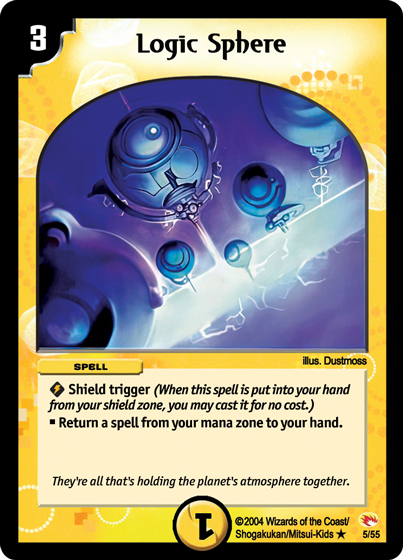 3
Logic Sphere
illus. Dustmoss
SPELL
Shield trigger (When this spell is put into your hand
from your shield zone, you may cast it for no cost.)
▪ Return a spell from your mana zone to your hand.
They're all that's holding the planet's atmosphere together.
1
©2004 Wizards of the Coast/
Shogakukan/Mitsui-Kids ★ 5/55